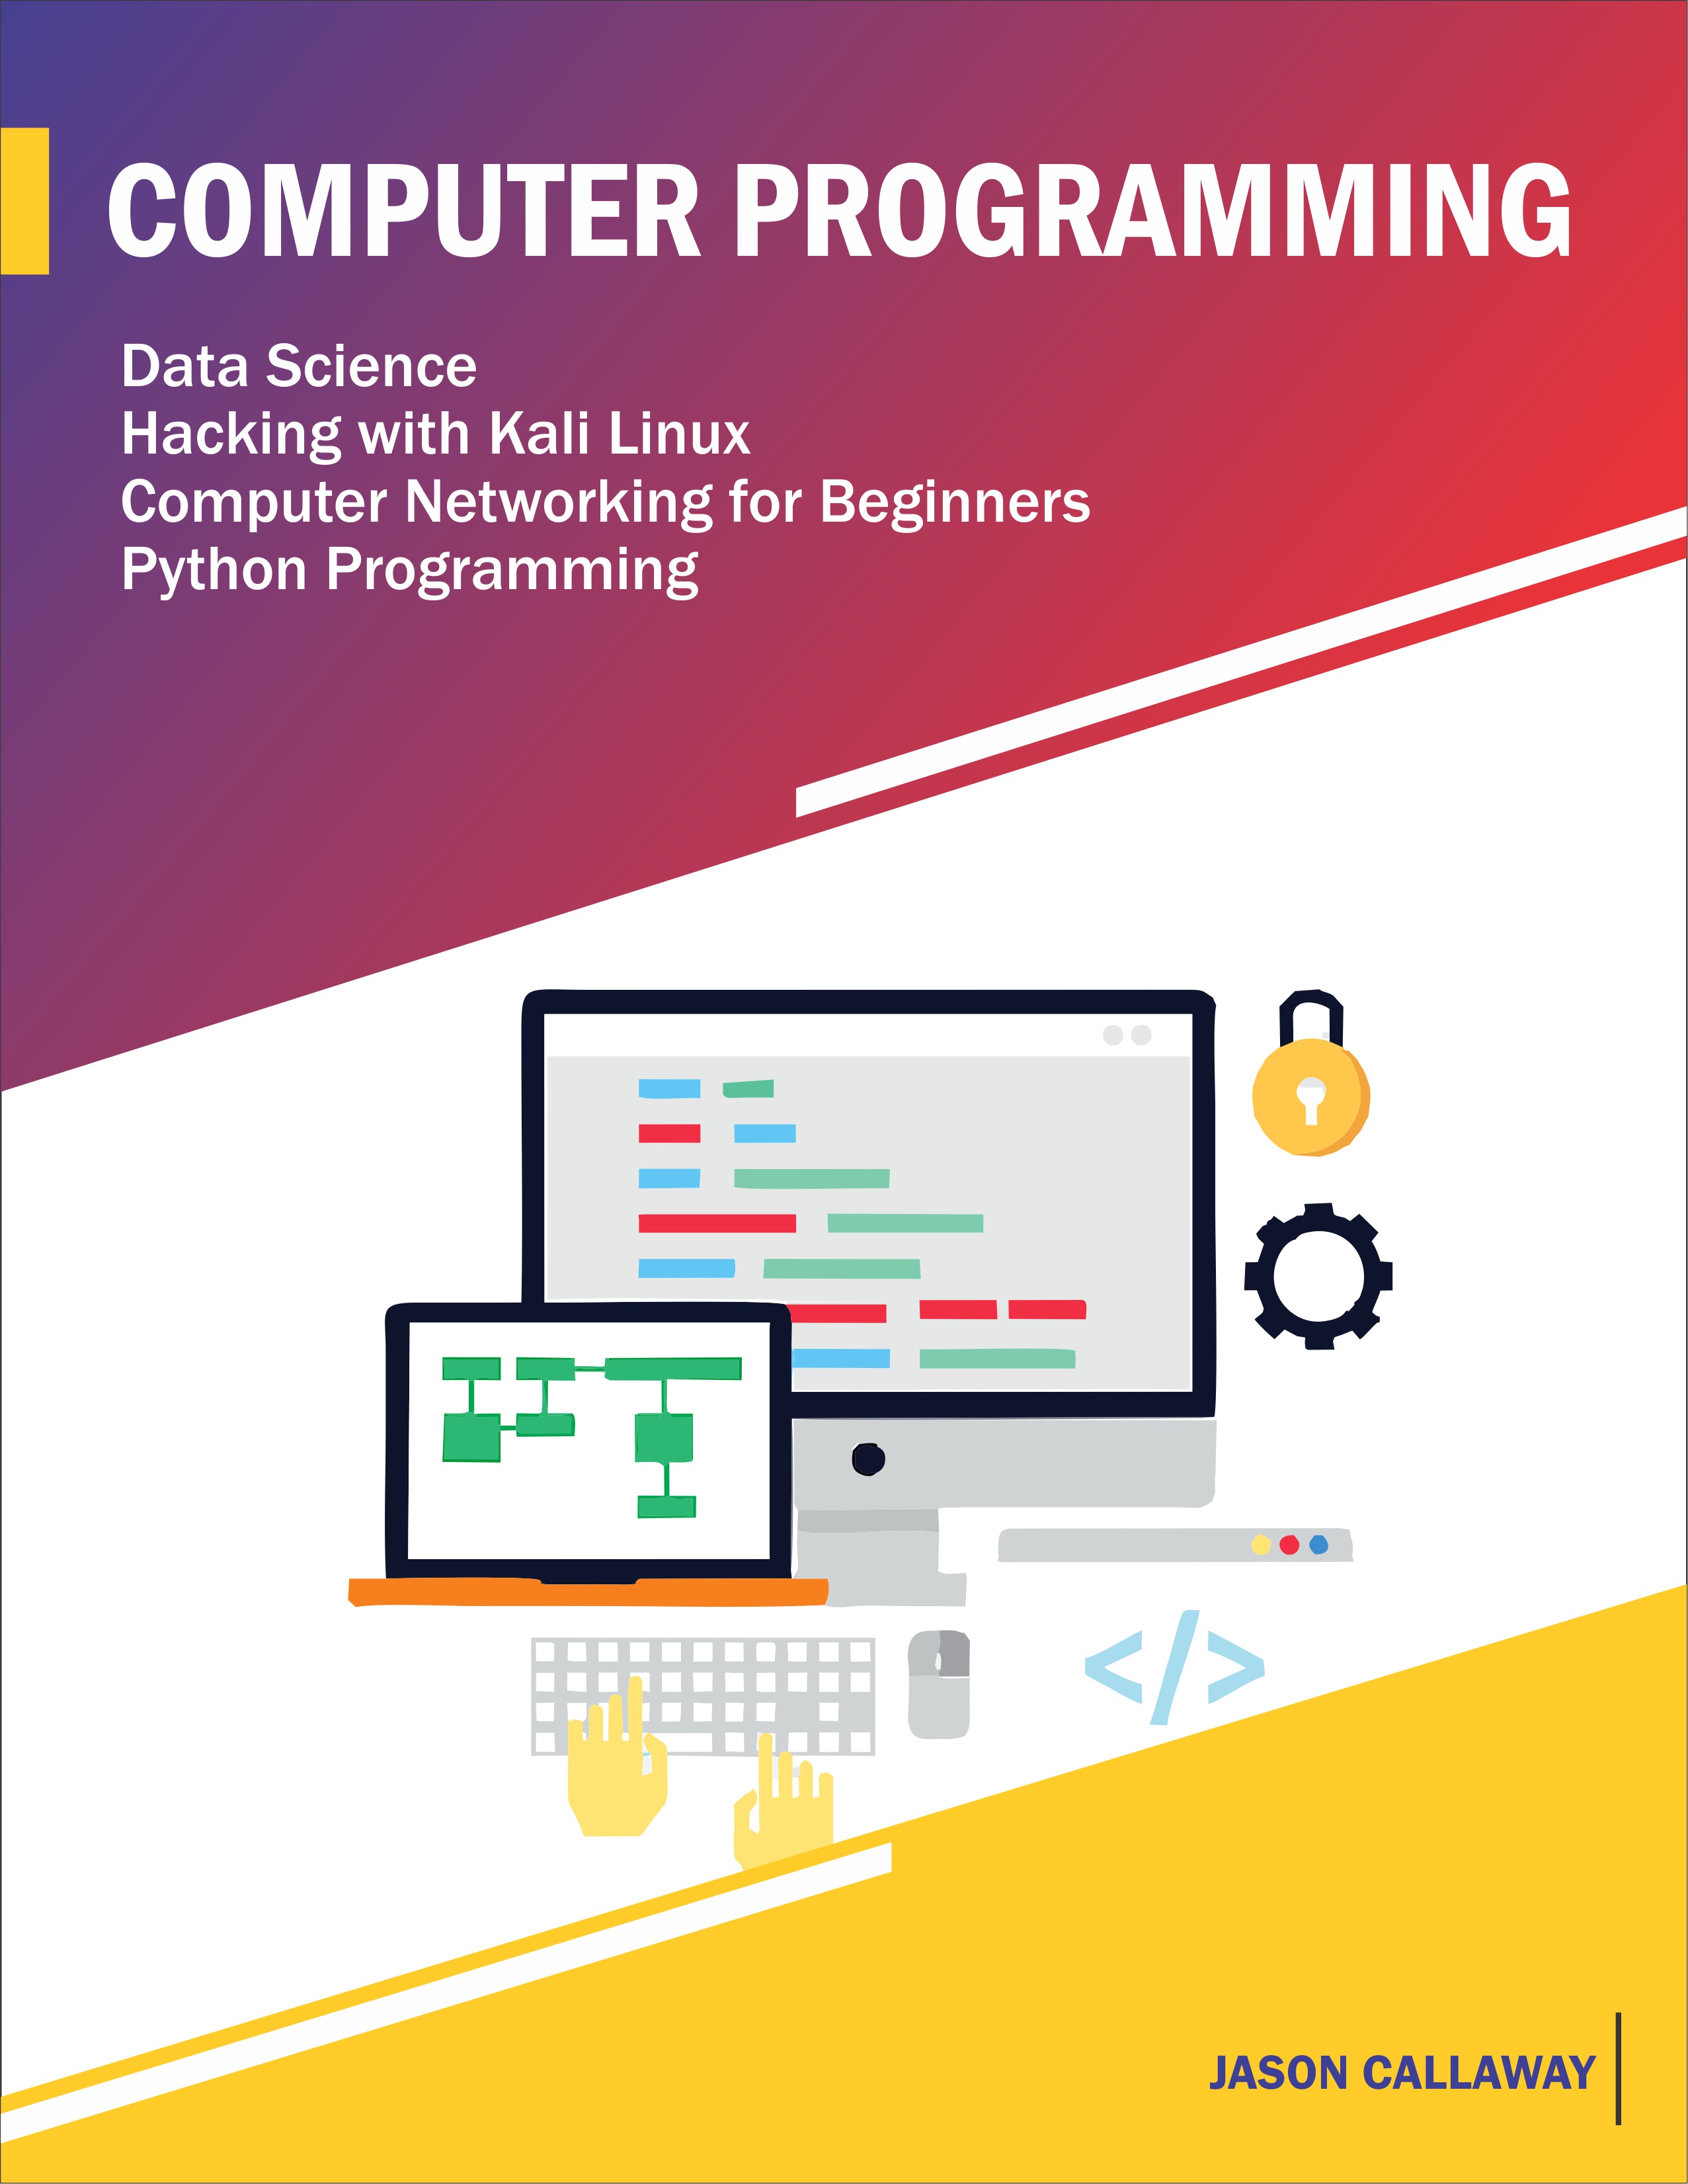 COMPUTER PROGRAMMING
Data Science
Hacking with Kali Linux
Computer Networking for Beginners
Python Programming
</>
JASON CALLAWAY